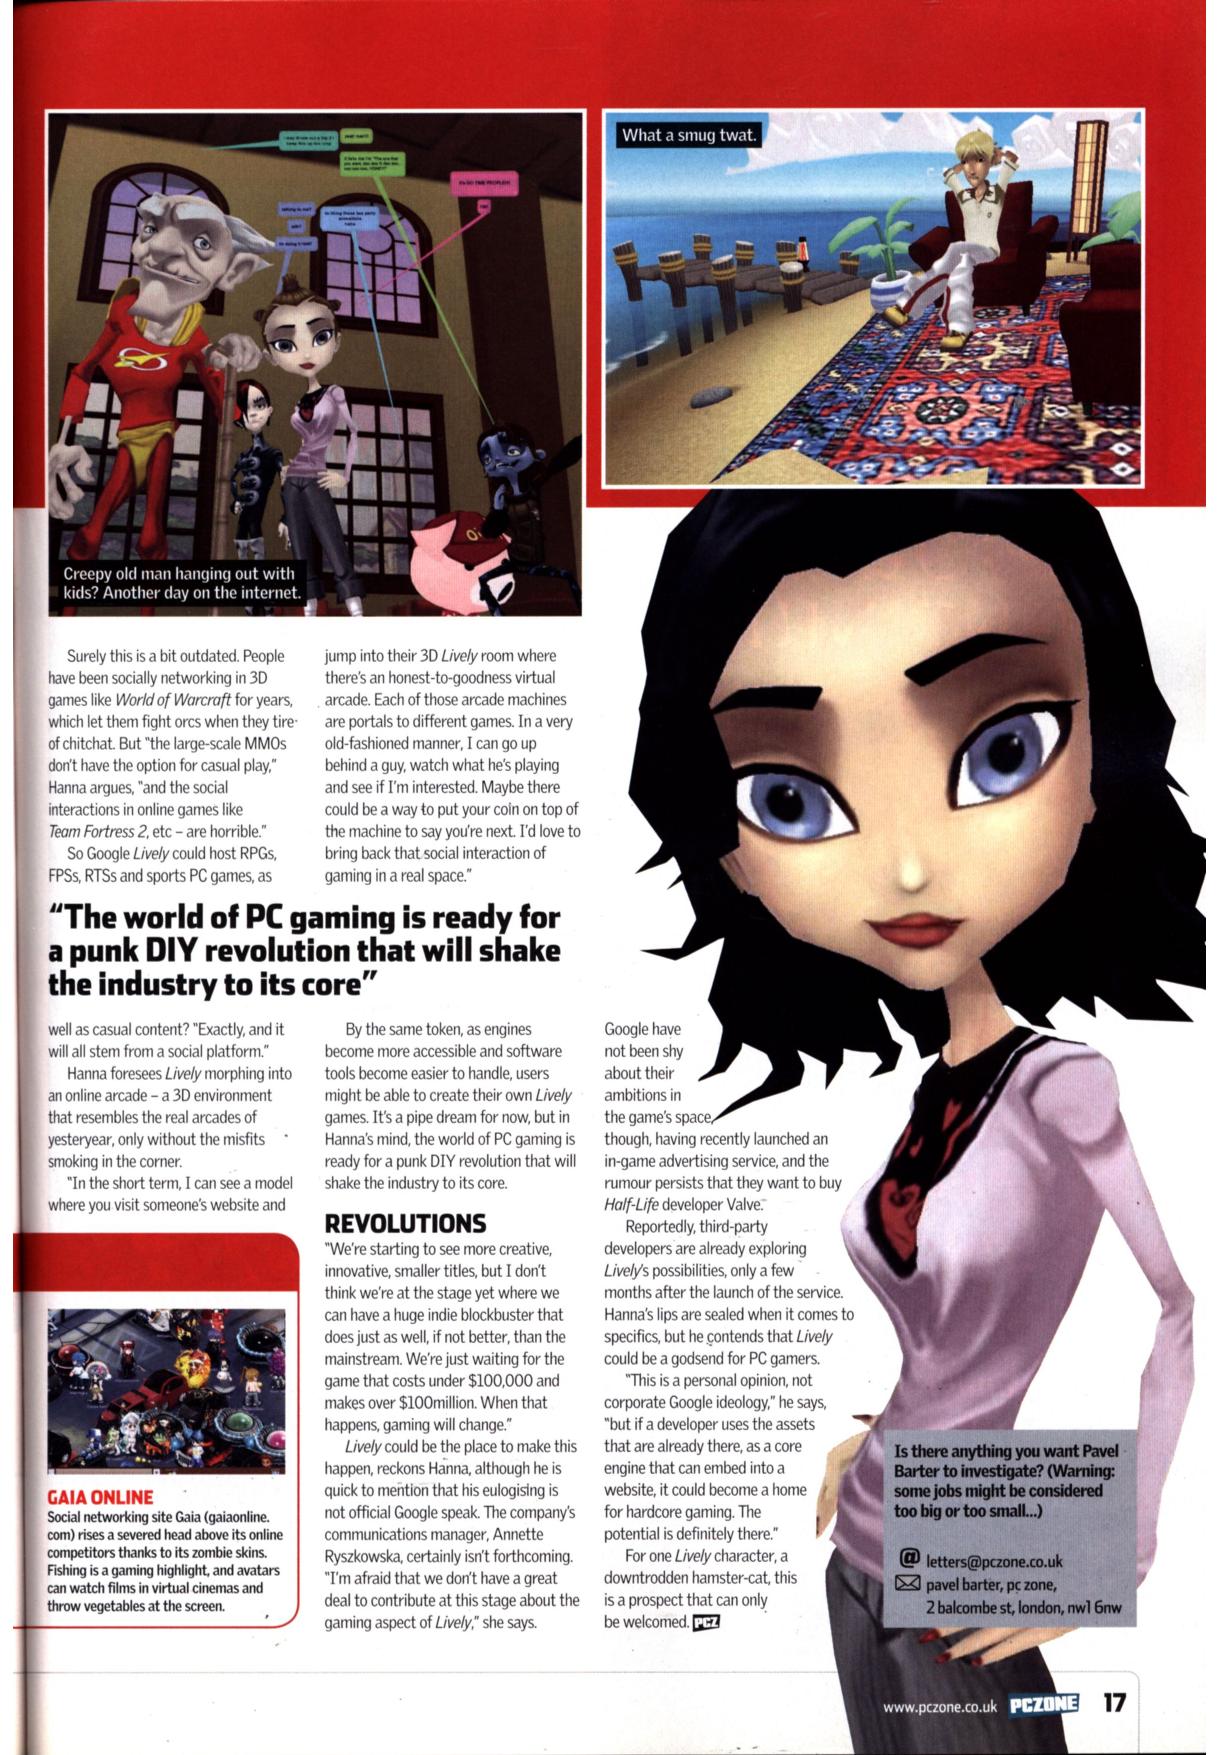 What a smug twat.
Creepy old man hanging out with
kids? Another day on the internet.
Surely this is a bit outdated. People
have been socially networking in 3D
games like World of Warcraft for years,
which let them fight orcs when they tire
of chitchat. But “the large-scale MMOs
don’t have the option for casual play,”
Hanna argues, “and the social
interactions in online games like
Team Fortress 2, etc – are horrible.”
So Google Lively could host RPGs,
FPSs, RTSs and sports PC games, as
jump into their 3D Lively room where
there’s an honest-to-goodness virtual
arcade. Each of those arcade machines
are portals to different games. In a very
old-fashioned manner, I can go up
behind a guy, watch what he’s playing
and see if I’m interested. Maybe there
could be a way to put your coin on top of
the machine to say you’re next. I’d love to
bring back that social interaction of
gaming in a real space.”
“The world of PC gaming is ready for
a punk DIY revolution that will shake
the industry to its core”
well as casual content? “Exactly, and it
will all stem from a social platform.”
Hanna foresees Lively morphing into
an online arcade – a 3D environment
that resembles the real arcades of
yesteryear, only without the misfits
smoking in the corner.
“In the short term, I can see a model
where you visit someone’s website and
By the same token, as engines
become more accessible and software
tools become easier to handle, users
might be able to create their own Lively
games. It’s a pipe dream for now, but in
Hanna’s mind, the world of PC gaming is
ready for a punk DIY revolution that will
shake the industry to its core.
REVOLUTIONS
“We’re starting to see more creative,
innovative, smaller titles, but I don’t
think we’re at the stage yet where we
can have a huge indie blockbuster that
does just as well, if not better, than the
mainstream. We’re just waiting for the
game that costs under $100,000 and
makes over $100million. When that
happens, gaming will change.”
Lively could be the place to make this
happen, reckons Hanna, although he is
quick to mention that his eulogising is
not official Google speak. The company’s
communications manager, Annette
Ryszkowska, certainly isn’t forthcoming.
“I’m afraid that we don’t have a great
deal to contribute at this stage about the
gaming aspect of Lively,” she says.
Google have
not been shy
about their
ambitions in
the game’s space,
though, having recently launched an
in-game advertising service, and the
rumour persists that they want to buy
Half-Life developer Valve.
Reportedly, third-party
developers are already exploring
Lively’s possibilities, only a few
months after the launch of the service.
Hanna’s lips are sealed when it comes to
specifics, but he contends that Lively
could be a godsend for PC gamers.
“This is a personal opinion, not
corporate Google ideology,” he says,
“but if a developer uses the assets
that are already there, as a core
engine that can embed into a
website, it could become a home
for hardcore gaming. The
potential is definitely there.”
For one Lively character, a
downtrodden hamster-cat, this
is a prospect that can only
be welcomed. PCZ
GAIA ONLINE
Social networking site Gaia (gaiaonline.
com) rises a severed head above its online
competitors thanks to its zombie skins.
Fishing is a gaming highlight, and avatars
can watch films in virtual cinemas and
throw vegetables at the screen.
Is there anything you want Pavel
Barter to investigate? (Warning:
some jobs might be considered
too big or too small...)
@ letters@pczone.co.uk
pavel barter, pc zone,
2 balcombe st, london, nw1 6nw
www.pczone.co.uk PCZONE 17